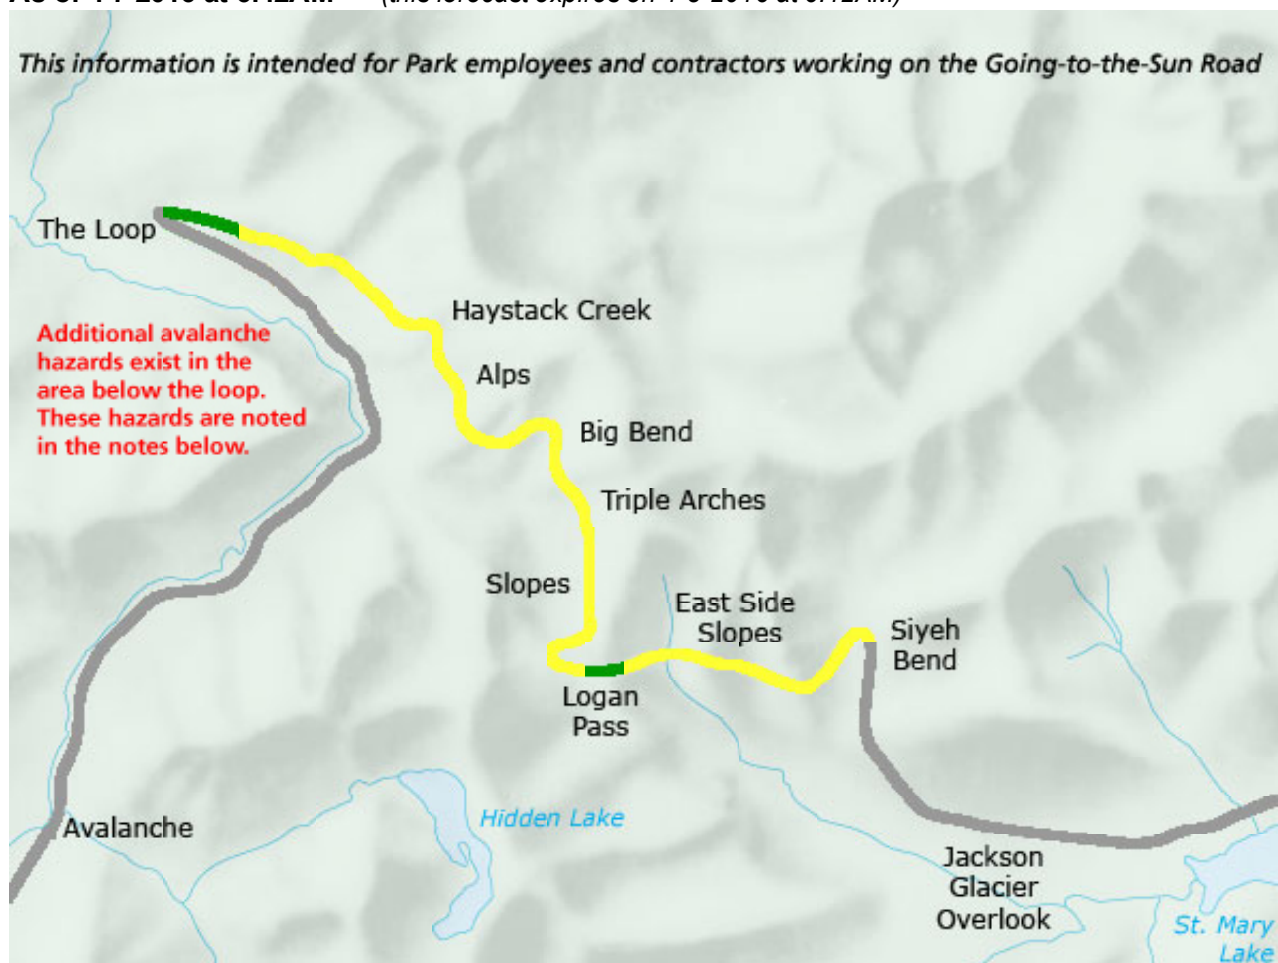 This information is intended for Park employees and contractors working on the Going-to-the-Sun Road
The Loop
Haystack Creek
Additional avalanche
hazards exist in the
area below the loop.
These hazards are noted
in the notes below.
Alps
Big Bend
Triple Arches
Slopes
East Side
Slopes
Siyeh
Bend
Logan
Pass
Hidden Lake
Avalanche
Jackson
Glacier
Overlook
St. Mary
Lake